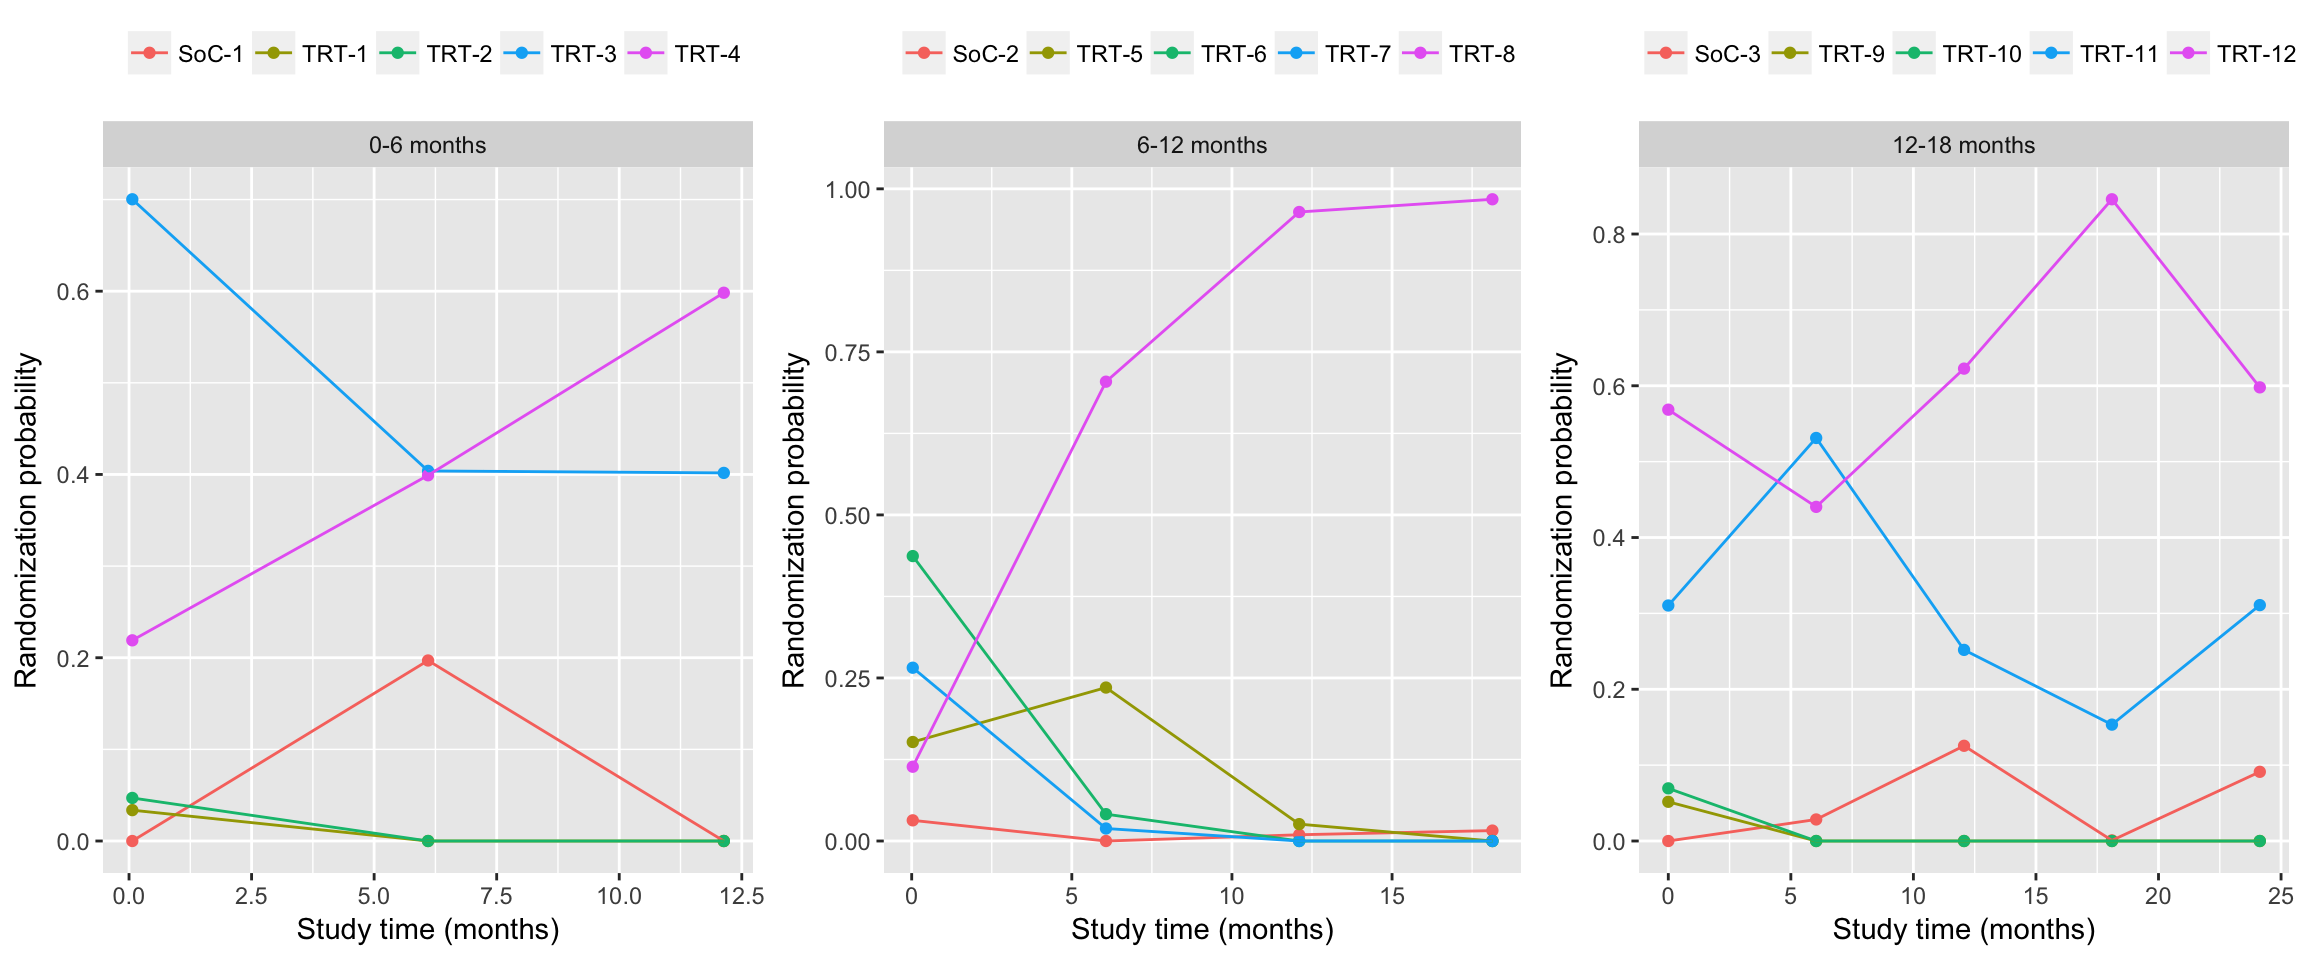 SoC-1 TRT-1 TRT-2 TRT-3 TRT-4
0-6 months
Randomization probability
0.6
0.4
0.2
0.0
0.0 2.5 5.0 7.5 10.0 12.5
Study time (months)
SoC-2 TRT-5 TRT-6 TRT-7 TRT-8
6-12 months
Randomization probability
1.00
0.75
0.50
0.25
0.00
0 5 10 15
Study time (months)
SoC-3 TRT-9 TRT-10 TRT-11 TRT-12
12-18 months
Randomization probability
0.8
0.6
0.4
0.2
0.0
0 5 10 15 20 25
Study time (months)